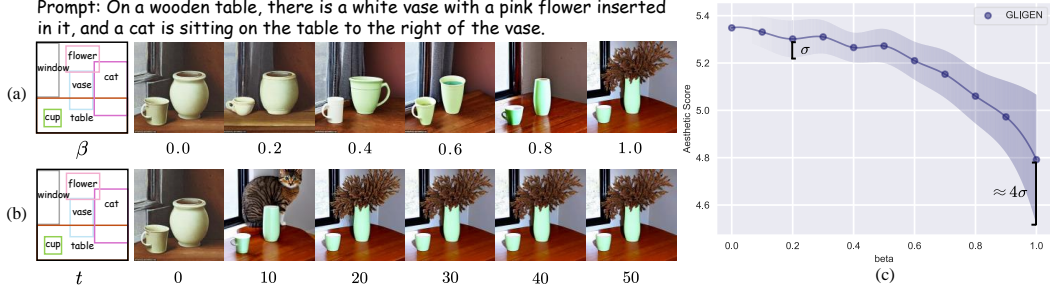 Prompt: On a wooden table, there is a white vase with a pink flower inserted
in it, and a cat is sitting on the table to the right of the vase.
(a)
flower
window
cat
vase
cup
table
β
0.0
0.2
0.4
0.6
0.8
1.0
(b)
flower
window
cat
vase
cup
table
t
0
10
20
30
40
50
5.4
5.2
5.0
4.8
4.6
Aesthetic Score
GLIGEN
σ
≈ 4σ
0.0
0.2
0.4
0.6
0.8
1.0
beta
(c)